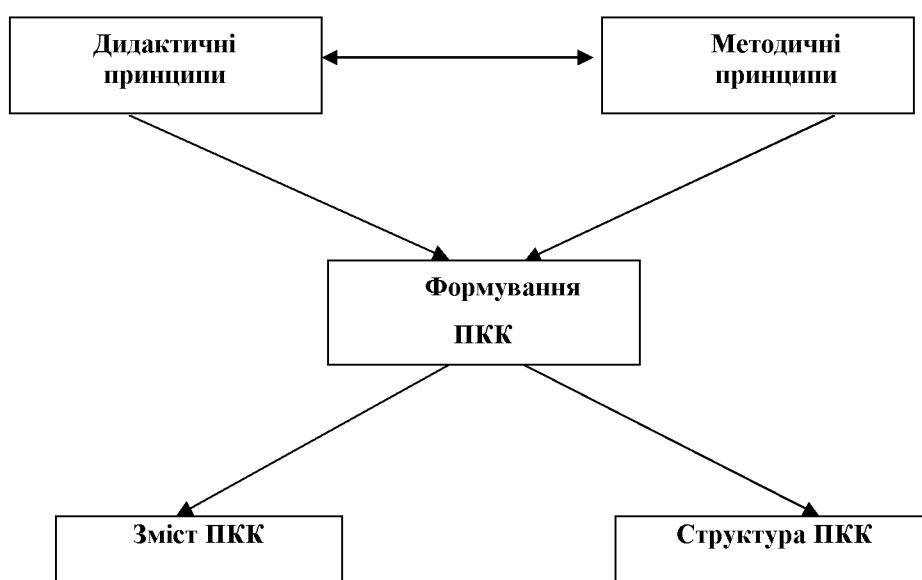 Дидактичні
принципи
Методичні
принципи
Формування
ПКК
Зміст ПКК
Структура ПКК